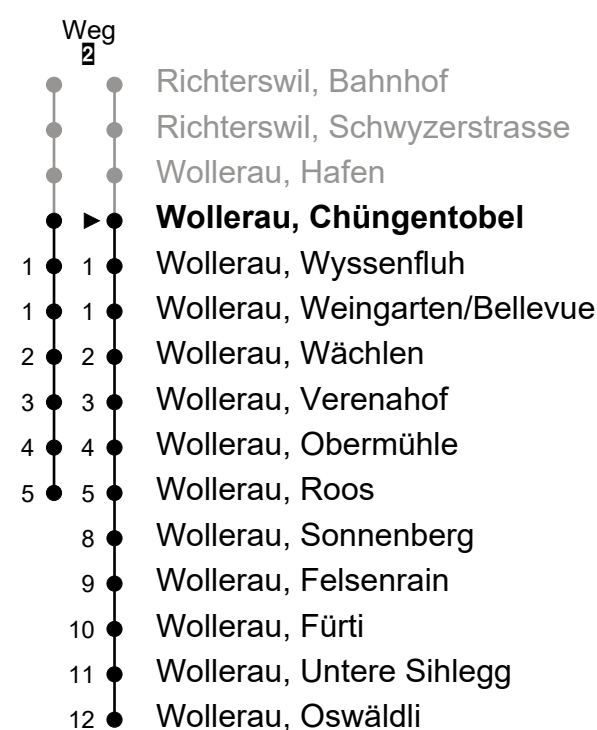 Weg
2
Richterswil, Bahnhof
Richterswil, Schwyzerstrasse
Wollerau, Hafen
Wollerau, Chüngentobel
1 1 Wollerau, Wyssenfluh
1 1 Wollerau, Weingarten/Bellevue
2 2 Wollerau, Wächlen
3 3 Wollerau, Verenahof
4 4 Wollerau, Obermühle
5 5 Wollerau, Roos
8 Wollerau, Sonnenberg
9 Wollerau, Felsenrain
10 Wollerau, Fürti
11 Wollerau, Untere Sihlegg
12 Wollerau, Oswäldli